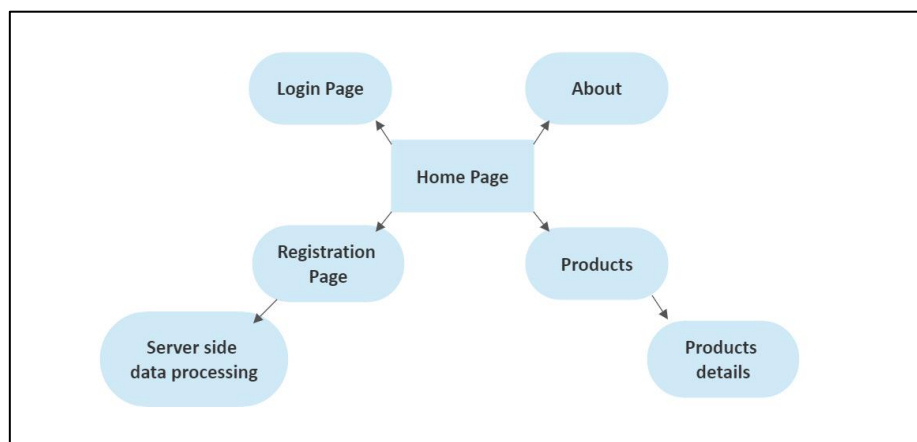 Login Page
About
Home Page
Registration
Page
Products
Server side
data processing
Products
details